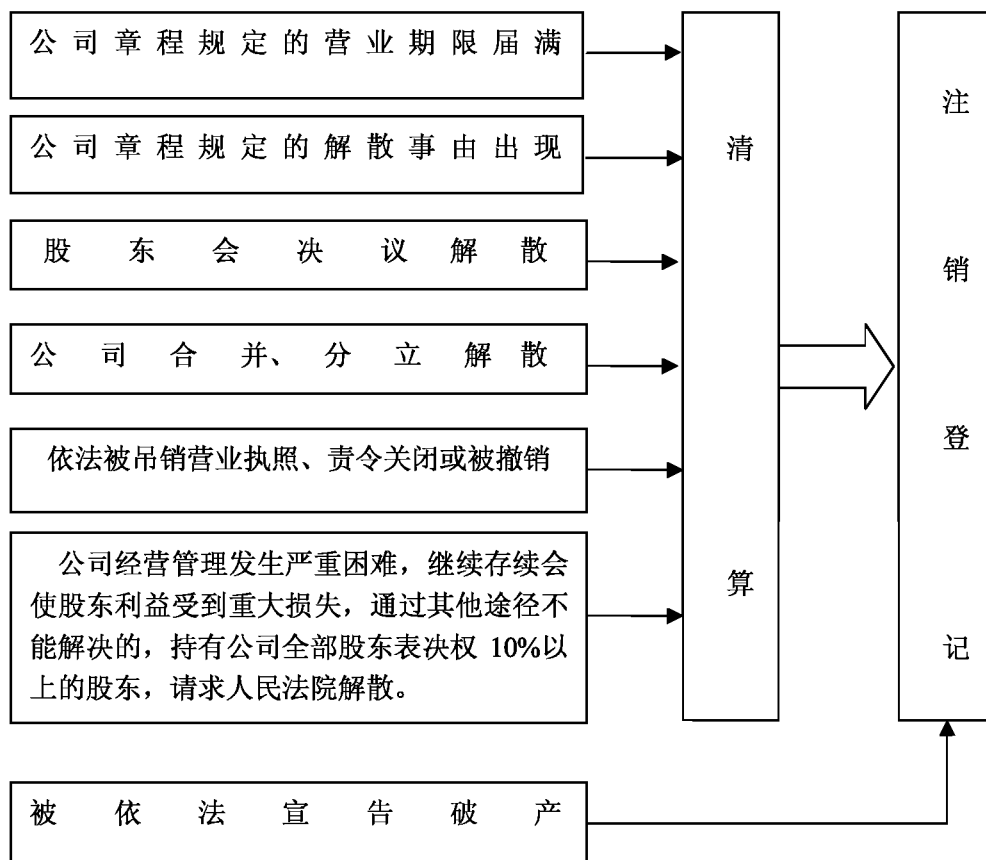 公司章程规定的营业期限届满
公司章程规定的解散事由出现
股东会决议解散
公司合并、分立解散
依法被吊销营业执照、责令关闭或被撤销
公司经营管理发生严重困难，继续存续会
使股东利益受到重大损失，通过其他途径不
能解决的，持有公司全部股东表决权 10%以
上的股东，请求人民法院解散。
被依法宣告破产
清算
注销登记